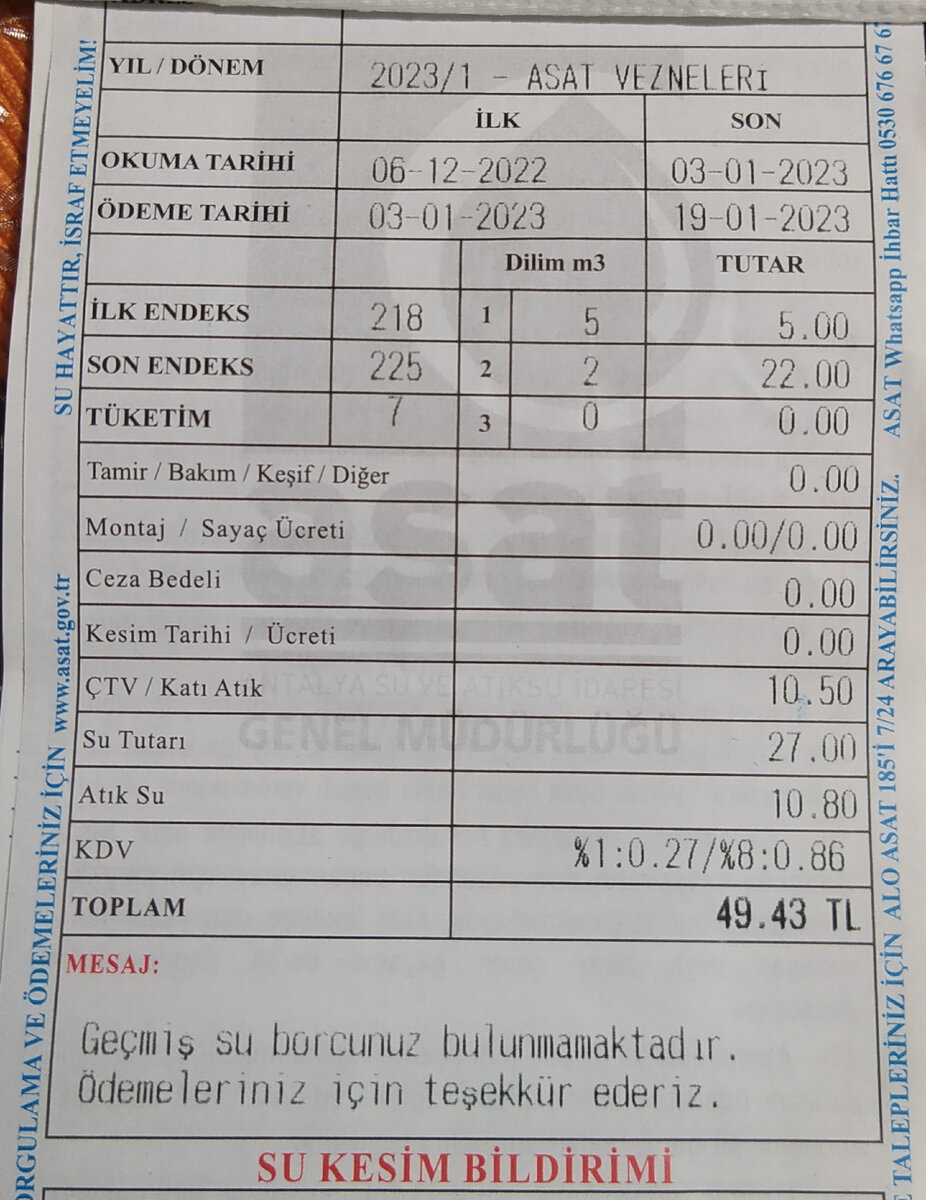 YIL / DÖNEM 2023/1 - ASAT VEZNELERİ
İLK SON
OKUMA TARİHİ 06-12-2022 03-01-2023
ÖDEME TARİHİ 03-01-2023 19-01-2023
Dilim m3 TUTAR
İLK ENDEKS 218 1 5 5.00
SON ENDEKS 225 2 2 22.00
TÜKETİM 7 3 0 0.00
Tamir / Bakım / Keşif / Diğer 0.00
Montaj / Sayaç Ücreti 0.00/0.00
Ceza Bedeli 0.00
Kesim Tarihi / Ücreti 0.00
ÇTV / Katı Atık 10.50
Su Tutarı 27.00
Atık Su 10.80
KDV %1:0.27/%8:0.86
TOPLAM 49.43 TL
MESAJ:
Geçmiş su borcunuz bulunmamaktadır.
Ödemeleriniz için teşekkür ederiz.
SU KESİM BİLDİRİMİ
SU HAYATTIR, İSRAF ETMEYELİM!
ORGULAMA VE ÖDEMELERİNİZ İÇİN www.asat.gov.tr
ASAT Whatsapp İhbar Hattı 0530 676 67 67
TALEPLERİNİZ İÇİN ALO ASAT 185'İ 7/24 ARAYABİLİRSİNİZ.
asat
ANTALYA SU VE ATIKSU İDARESİ
GENEL MÜDÜRLÜĞÜ